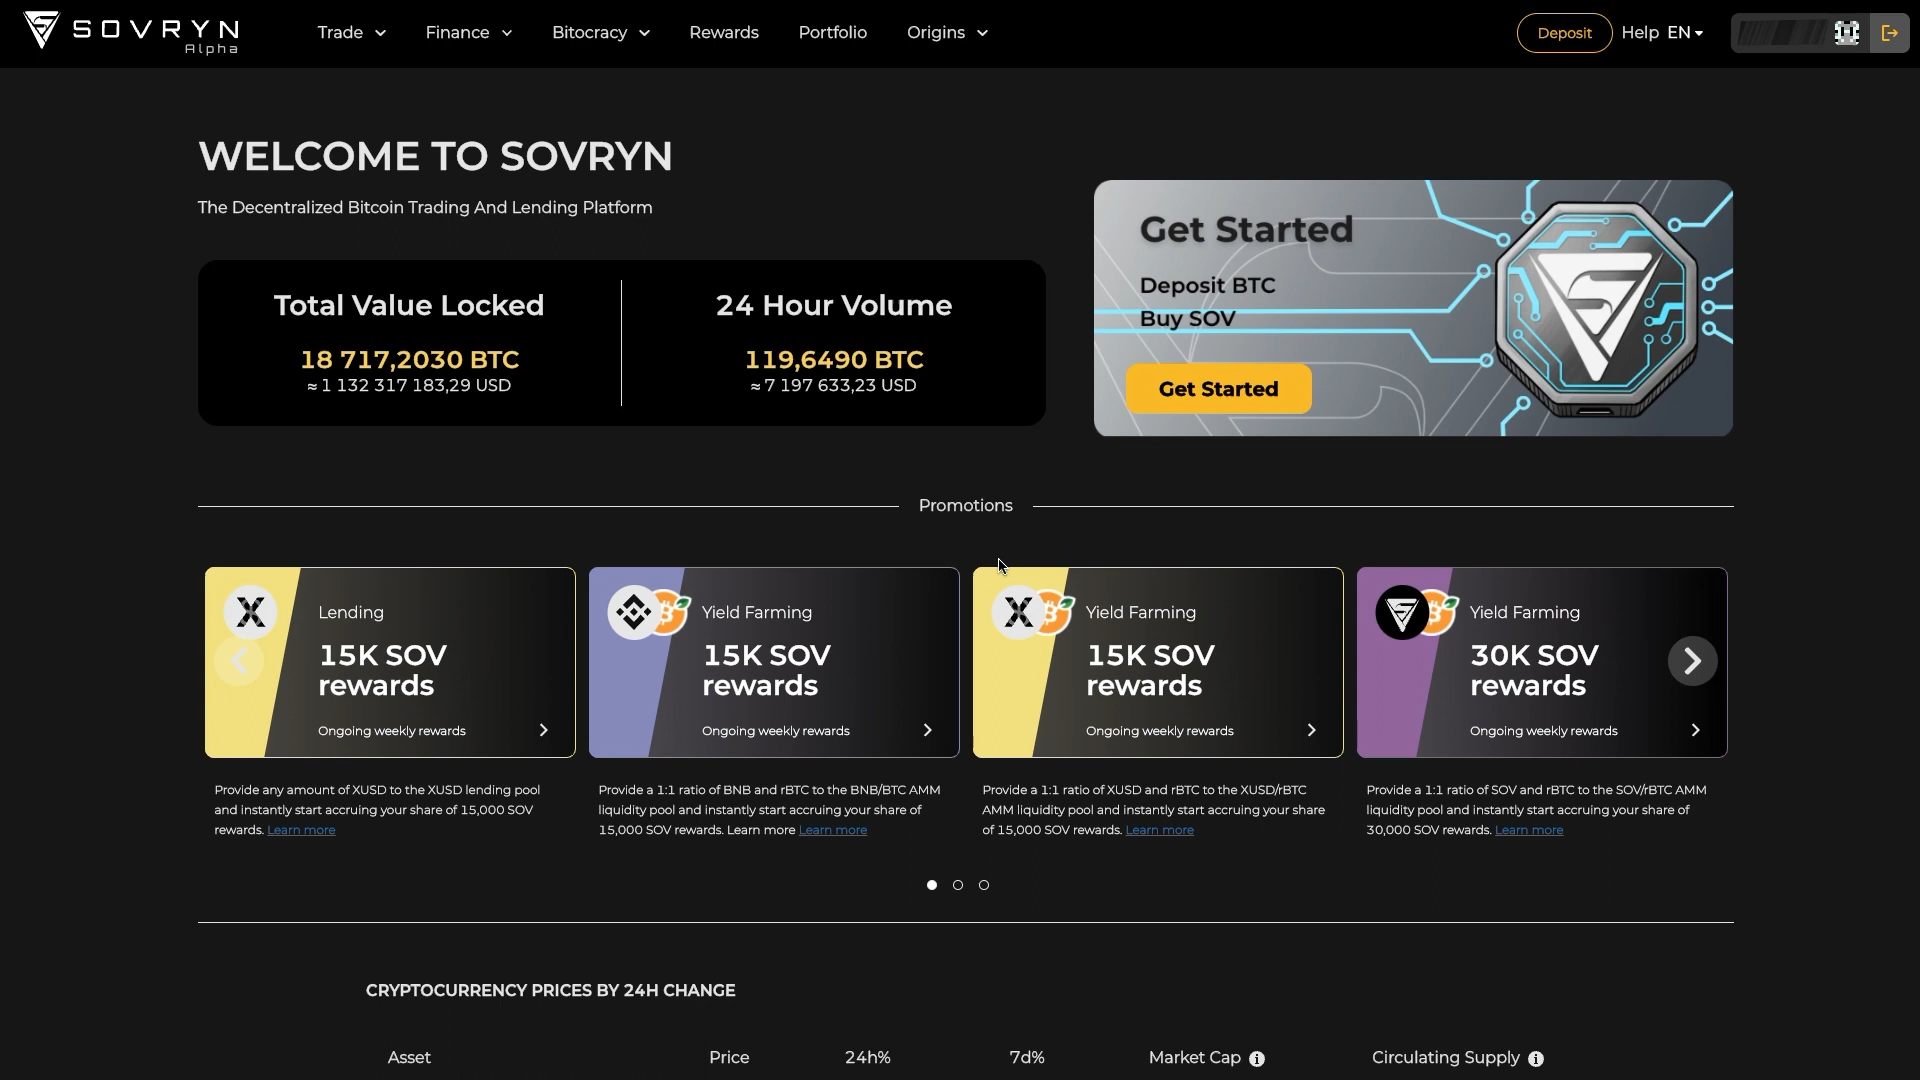 SOVRYN
Alpha
Trade
Finance
Bitocracy
Rewards
Portfolio
Origins
Deposit
Help
EN
WELCOME TO SOVRYN
The Decentralized Bitcoin Trading And Lending Platform
Total Value Locked
18 717,2030 BTC
≈ 1 132 317 183,29 USD
24 Hour Volume
119,6490 BTC
≈ 7 197 633,23 USD
Get Started
Deposit BTC
Buy SOV
Get Started
Promotions
Lending
15K SOV
rewards
Ongoing weekly rewards
Provide any amount of XUSD to the XUSD lending pool
and instantly start accruing your share of 15,000 SOV
rewards. Learn more
Yield Farming
15K SOV
rewards
Ongoing weekly rewards
Provide a 1:1 ratio of BNB and rBTC to the BNB/BTC AMM
liquidity pool and instantly start accruing your share of
15,000 SOV rewards. Learn more Learn more
Yield Farming
15K SOV
rewards
Ongoing weekly rewards
Provide a 1:1 ratio of XUSD and rBTC to the XUSD/rBTC
AMM liquidity pool and instantly start accruing your share
of 15,000 SOV rewards. Learn more
Yield Farming
30K SOV
rewards
Ongoing weekly rewards
Provide a 1:1 ratio of SOV and rBTC to the SOV/rBTC AMM
liquidity pool and instantly start accruing your share of
30,000 SOV rewards. Learn more
CRYPTOCURRENCY PRICES BY 24H CHANGE
Asset
Price
24h%
7d%
Market Cap
Circulating Supply